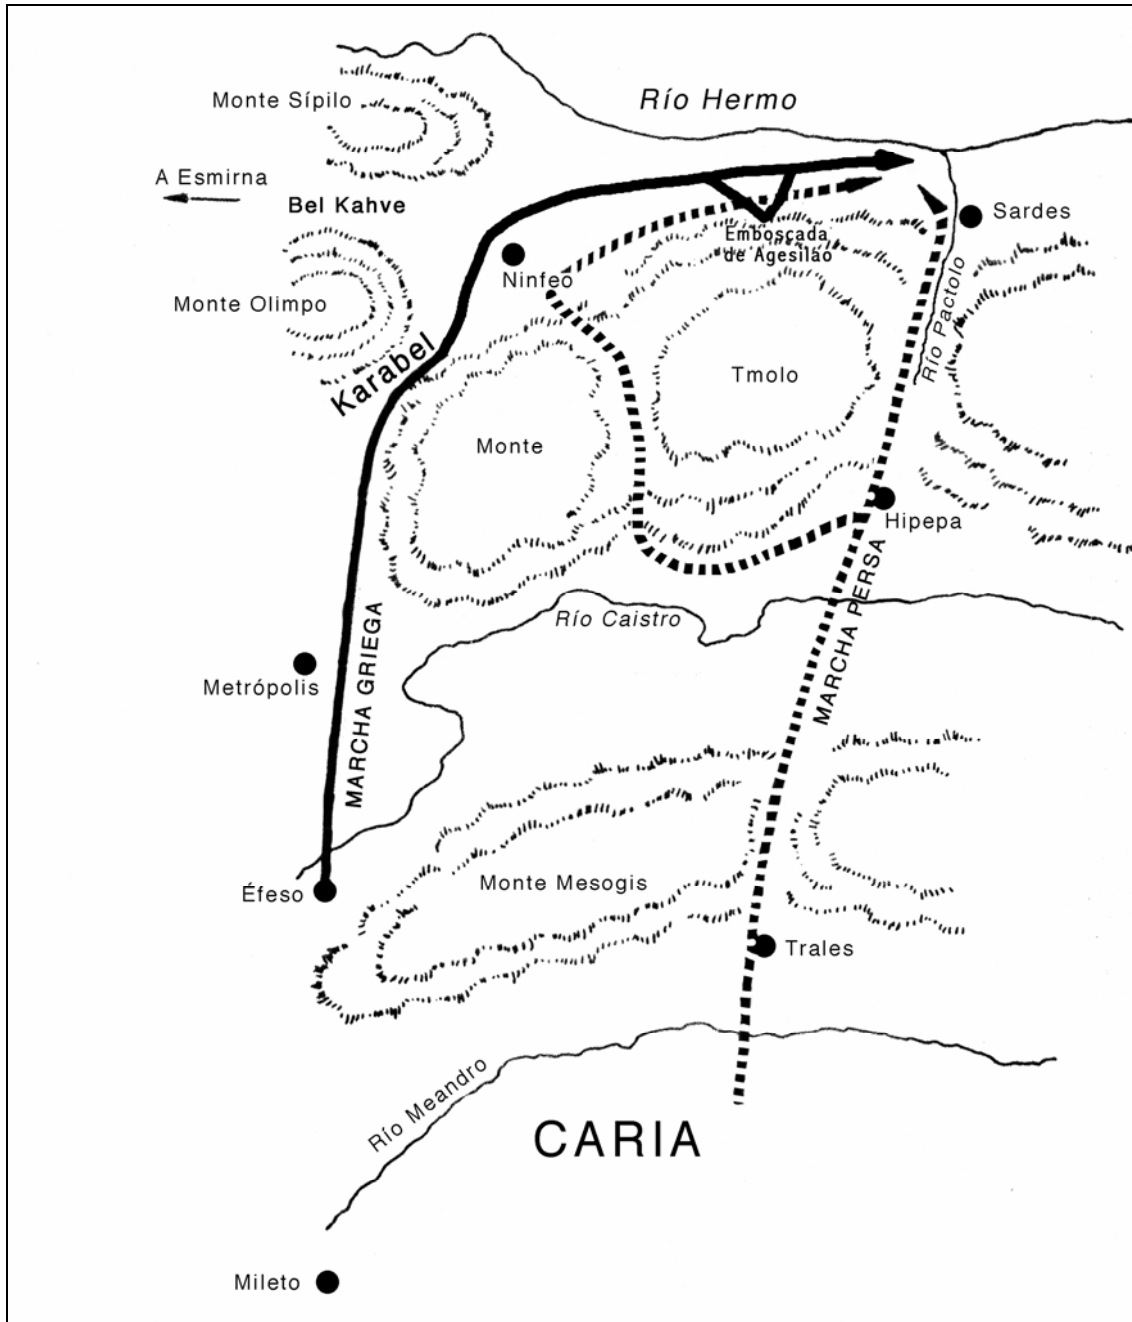 Río Hermo
Monte Sípilo
A Esmirna
Bel Kahve
Sardes
Emboscada
de Agesilao
Ninfeo
Monte Olimpo
Río Pactolo
Karabel
Tmolo
Monte
Hipepa
Río Caistro
MARCHA PERSA
MARCHA GRIEGA
Metrópolis
Éfeso
Monte Mesogis
Trales
Río Meandro
CARIA
Mileto